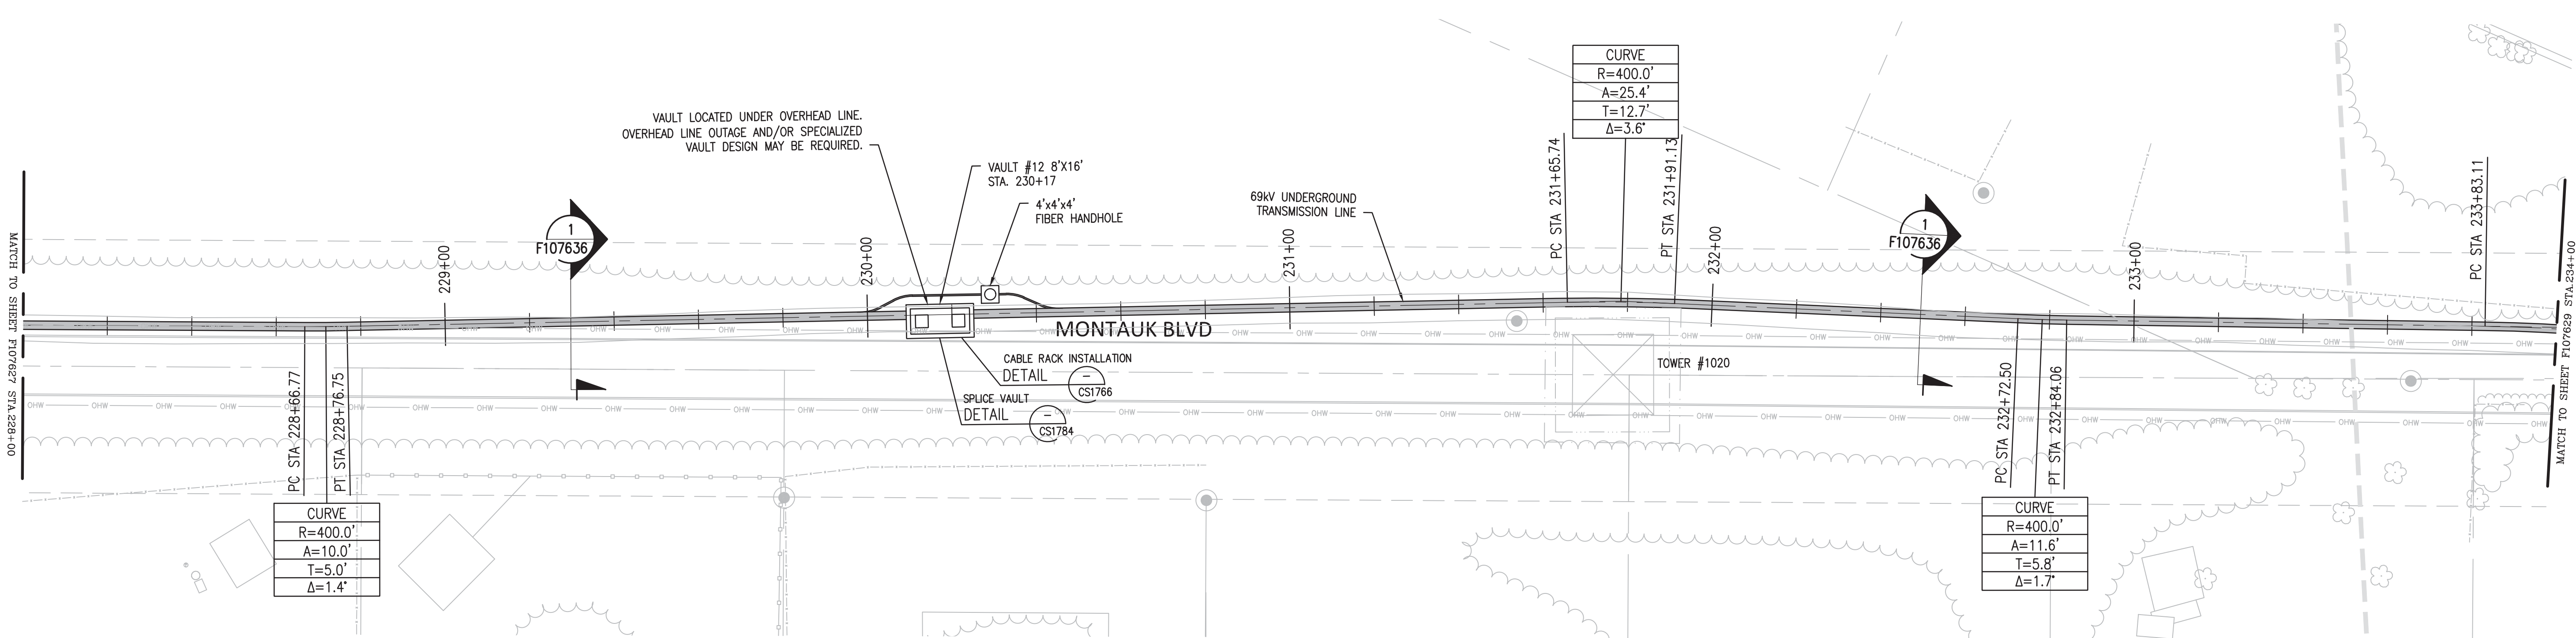 CURVE
R=400.0'
A=25.4'
T=12.7'
Δ=3.6°
VAULT LOCATED UNDER OVERHEAD LINE.
OVERHEAD LINE OUTAGE AND/OR SPECIALIZED
VAULT DESIGN MAY BE REQUIRED.
VAULT #12 8'X16'
STA. 230+17
4'x4'x4'
FIBER HANDHOLE
69kV UNDERGROUND
TRANSMISSION LINE
PC STA 231+65.74
PT STA 231+91.13
PC STA 233+83.11
1
F107636
1
F107636
229+00
230+00
231+00
232+00
233+00
MATCH TO SHEET F107627 STA.228+00
MATCH TO SHEET F107629 STA.234+00
MONTAUK BLVD
OHW
CABLE RACK INSTALLATION
DETAIL
–
CS1766
SPLICE VAULT
DETAIL
–
CS1784
TOWER #1020
PC STA 228+66.77
PT STA 228+76.75
PC STA 232+72.50
PT STA 232+84.06
CURVE
R=400.0'
A=10.0'
T=5.0'
Δ=1.4°
CURVE
R=400.0'
A=11.6'
T=5.8'
Δ=1.7°